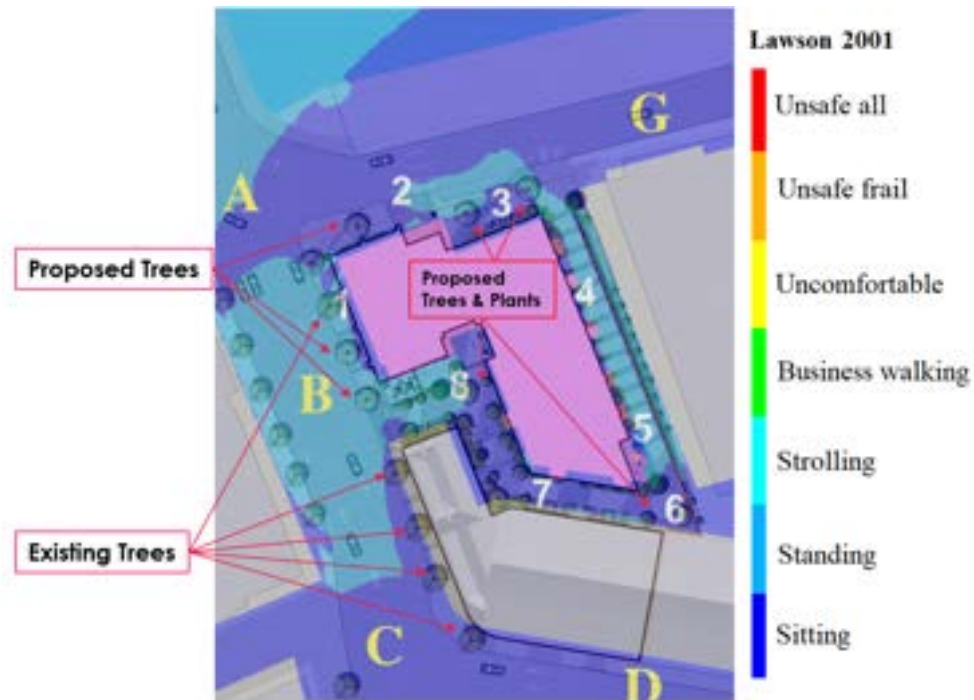 Lawson 2001
Unsafe all
Unsafe frail
Uncomfortable
Business walking
Strolling
Standing
Sitting
G
A
2
3
Proposed Trees
Proposed
Trees & Plants
1
4
B
8
5
7
6
Existing Trees
C
D